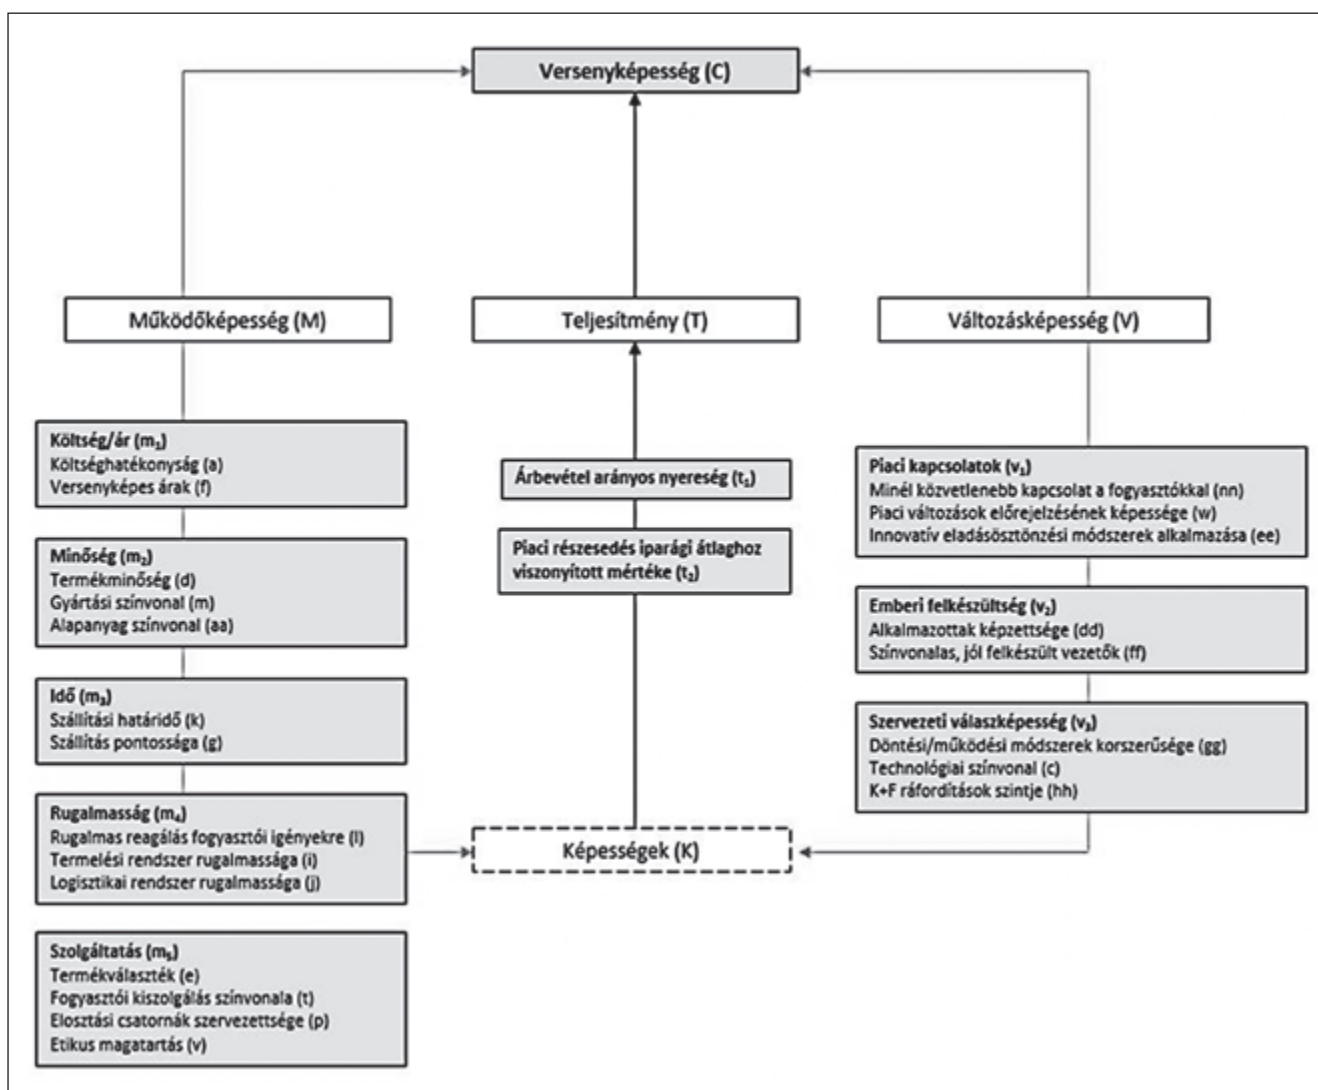 Versenyképesség (C)
Működőképesség (M)
Teljesítmény (T)
Változásképesség (V)
Költség/ár (m₁)
Költséghatékonyság (a)
Versenyképes árak (f)
Minőség (m₂)
Termékminőség (d)
Gyártási színvonal (m)
Alapanyag színvonal (aa)
Idő (m₃)
Szállítási határidő (k)
Szállítás pontossága (g)
Rugalmasság (m₄)
Rugalmas reagálás fogyasztói igényekre (l)
Termelési rendszer rugalmassága (i)
Logisztikai rendszer rugalmassága (j)
Szolgáltatás (m₅)
Termékválaszték (e)
Fogyasztói kiszolgálás színvonala (t)
Elosztási csatornák szervezettsége (p)
Etikus magatartás (v)
Árbevétel arányos nyereség (t₁)
Piaci részesedés iparági átlaghoz
viszonyított mértéke (t₂)
Képességek (K)
Piaci kapcsolatok (v₁)
Minél közvetlenebb kapcsolat a fogyasztókkal (nn)
Piaci változások előrejelzésének képessége (w)
Innovatív eladásösztönzési módszerek alkalmazása (ee)
Emberi felkészültség (v₂)
Alkalmazottak képzettsége (dd)
Színvonalas, jól felkészült vezetők (ff)
Szervezeti válaszképesség (v₃)
Döntési/működési módszerek korszerűsége (gg)
Technológiai színvonal (c)
K+F ráfordítások szintje (hh)